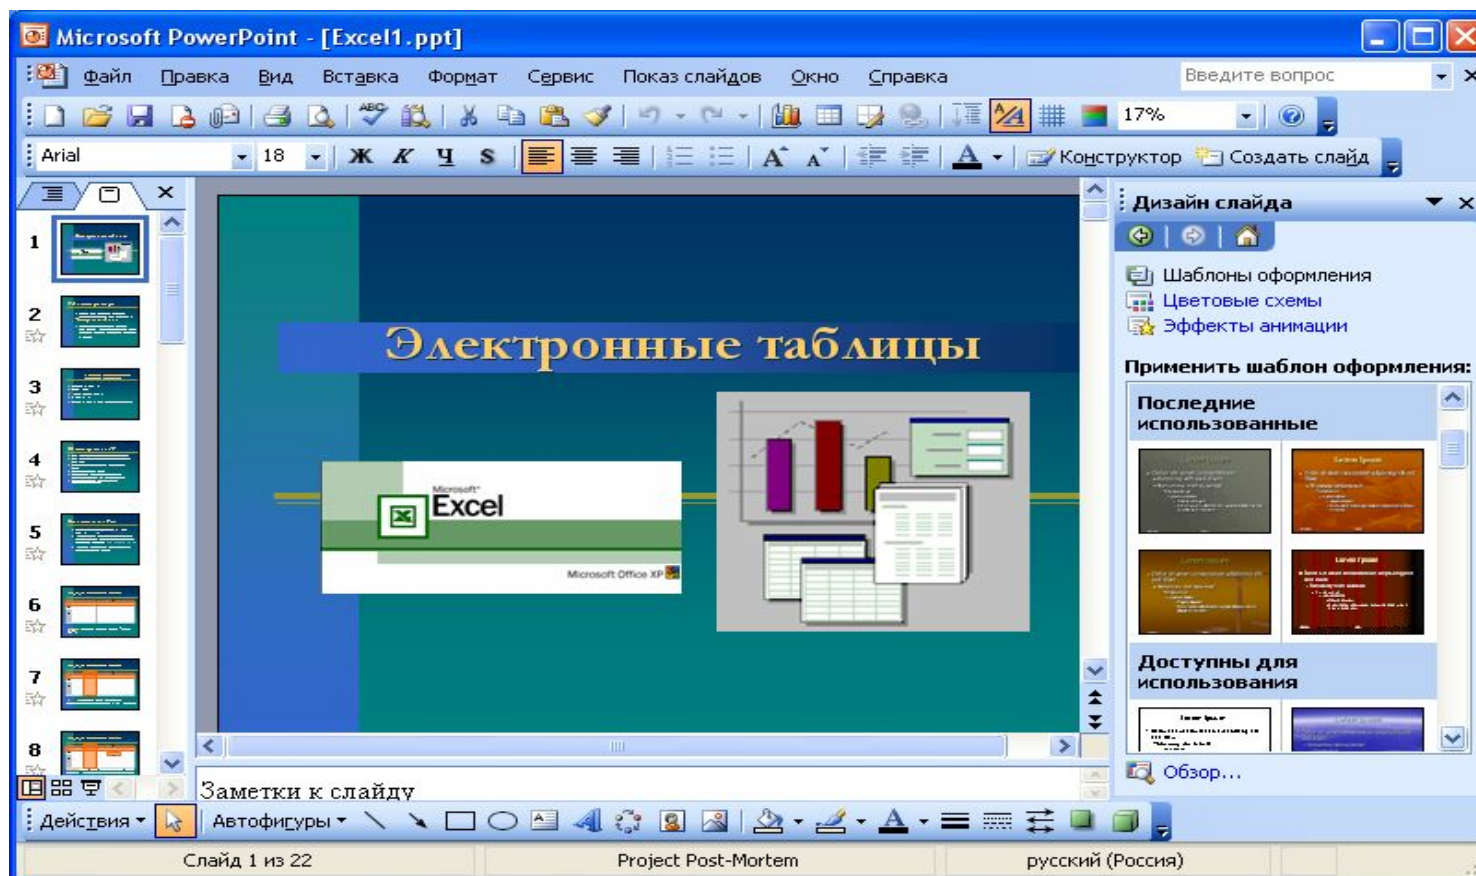 Microsoft PowerPoint - [Excel1.ppt]
Файл Правка Вид Вставка Формат Сервис Показ слайдов Окно Справка Введите вопрос
ABC 17%
Arial 18 Ж К Ч S А А А Конструктор Создать слайд
Дизайн слайда
Шаблоны оформления
Цветовые схемы
Эффекты анимации
Применить шаблон оформления:
Последние
использованные
Доступны для
использования
Обзор...
1
2
3
4
5
6
7
8
Электронные таблицы
Microsoft
Excel
Microsoft Office XP
Заметки к слайду
Действия Автофигуры
Слайд 1 из 22 Project Post-Mortem русский (Россия)